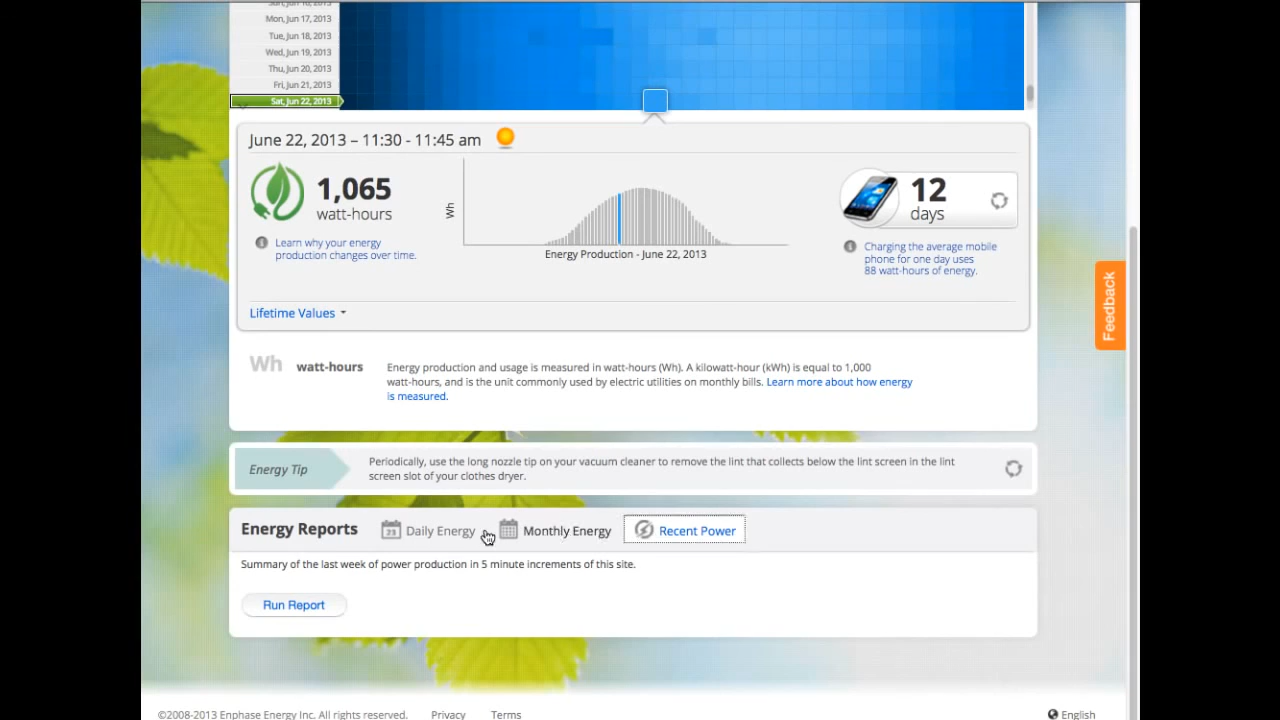 Mon, Jun 17, 2013
Tue, Jun 18, 2013
Wed, Jun 19, 2013
Thu, Jun 20, 2013
Fri, Jun 21, 2013
Sat, Jun 22, 2013
June 22, 2013 – 11:30 - 11:45 am
1,065
watt-hours
Learn why your energy
production changes over time.
Wh
Energy Production - June 22, 2013
12
days
Charging the average mobile
phone for one day uses
88 watt-hours of energy.
Lifetime Values
Feedback
Wh watt-hours
Energy production and usage is measured in watt-hours (Wh). A kilowatt-hour (kWh) is equal to 1,000
watt-hours, and is the unit commonly used by electric utilities on monthly bills. Learn more about how energy
is measured.
Energy Tip
Periodically, use the long nozzle tip on your vacuum cleaner to remove the lint that collects below the lint screen in the lint
screen slot of your clothes dryer.
Energy Reports 23 Daily Energy Monthly Energy Recent Power
Summary of the last week of power production in 5 minute increments of this site.
Run Report
©2008-2013 Enphase Energy Inc. All rights reserved. Privacy Terms English